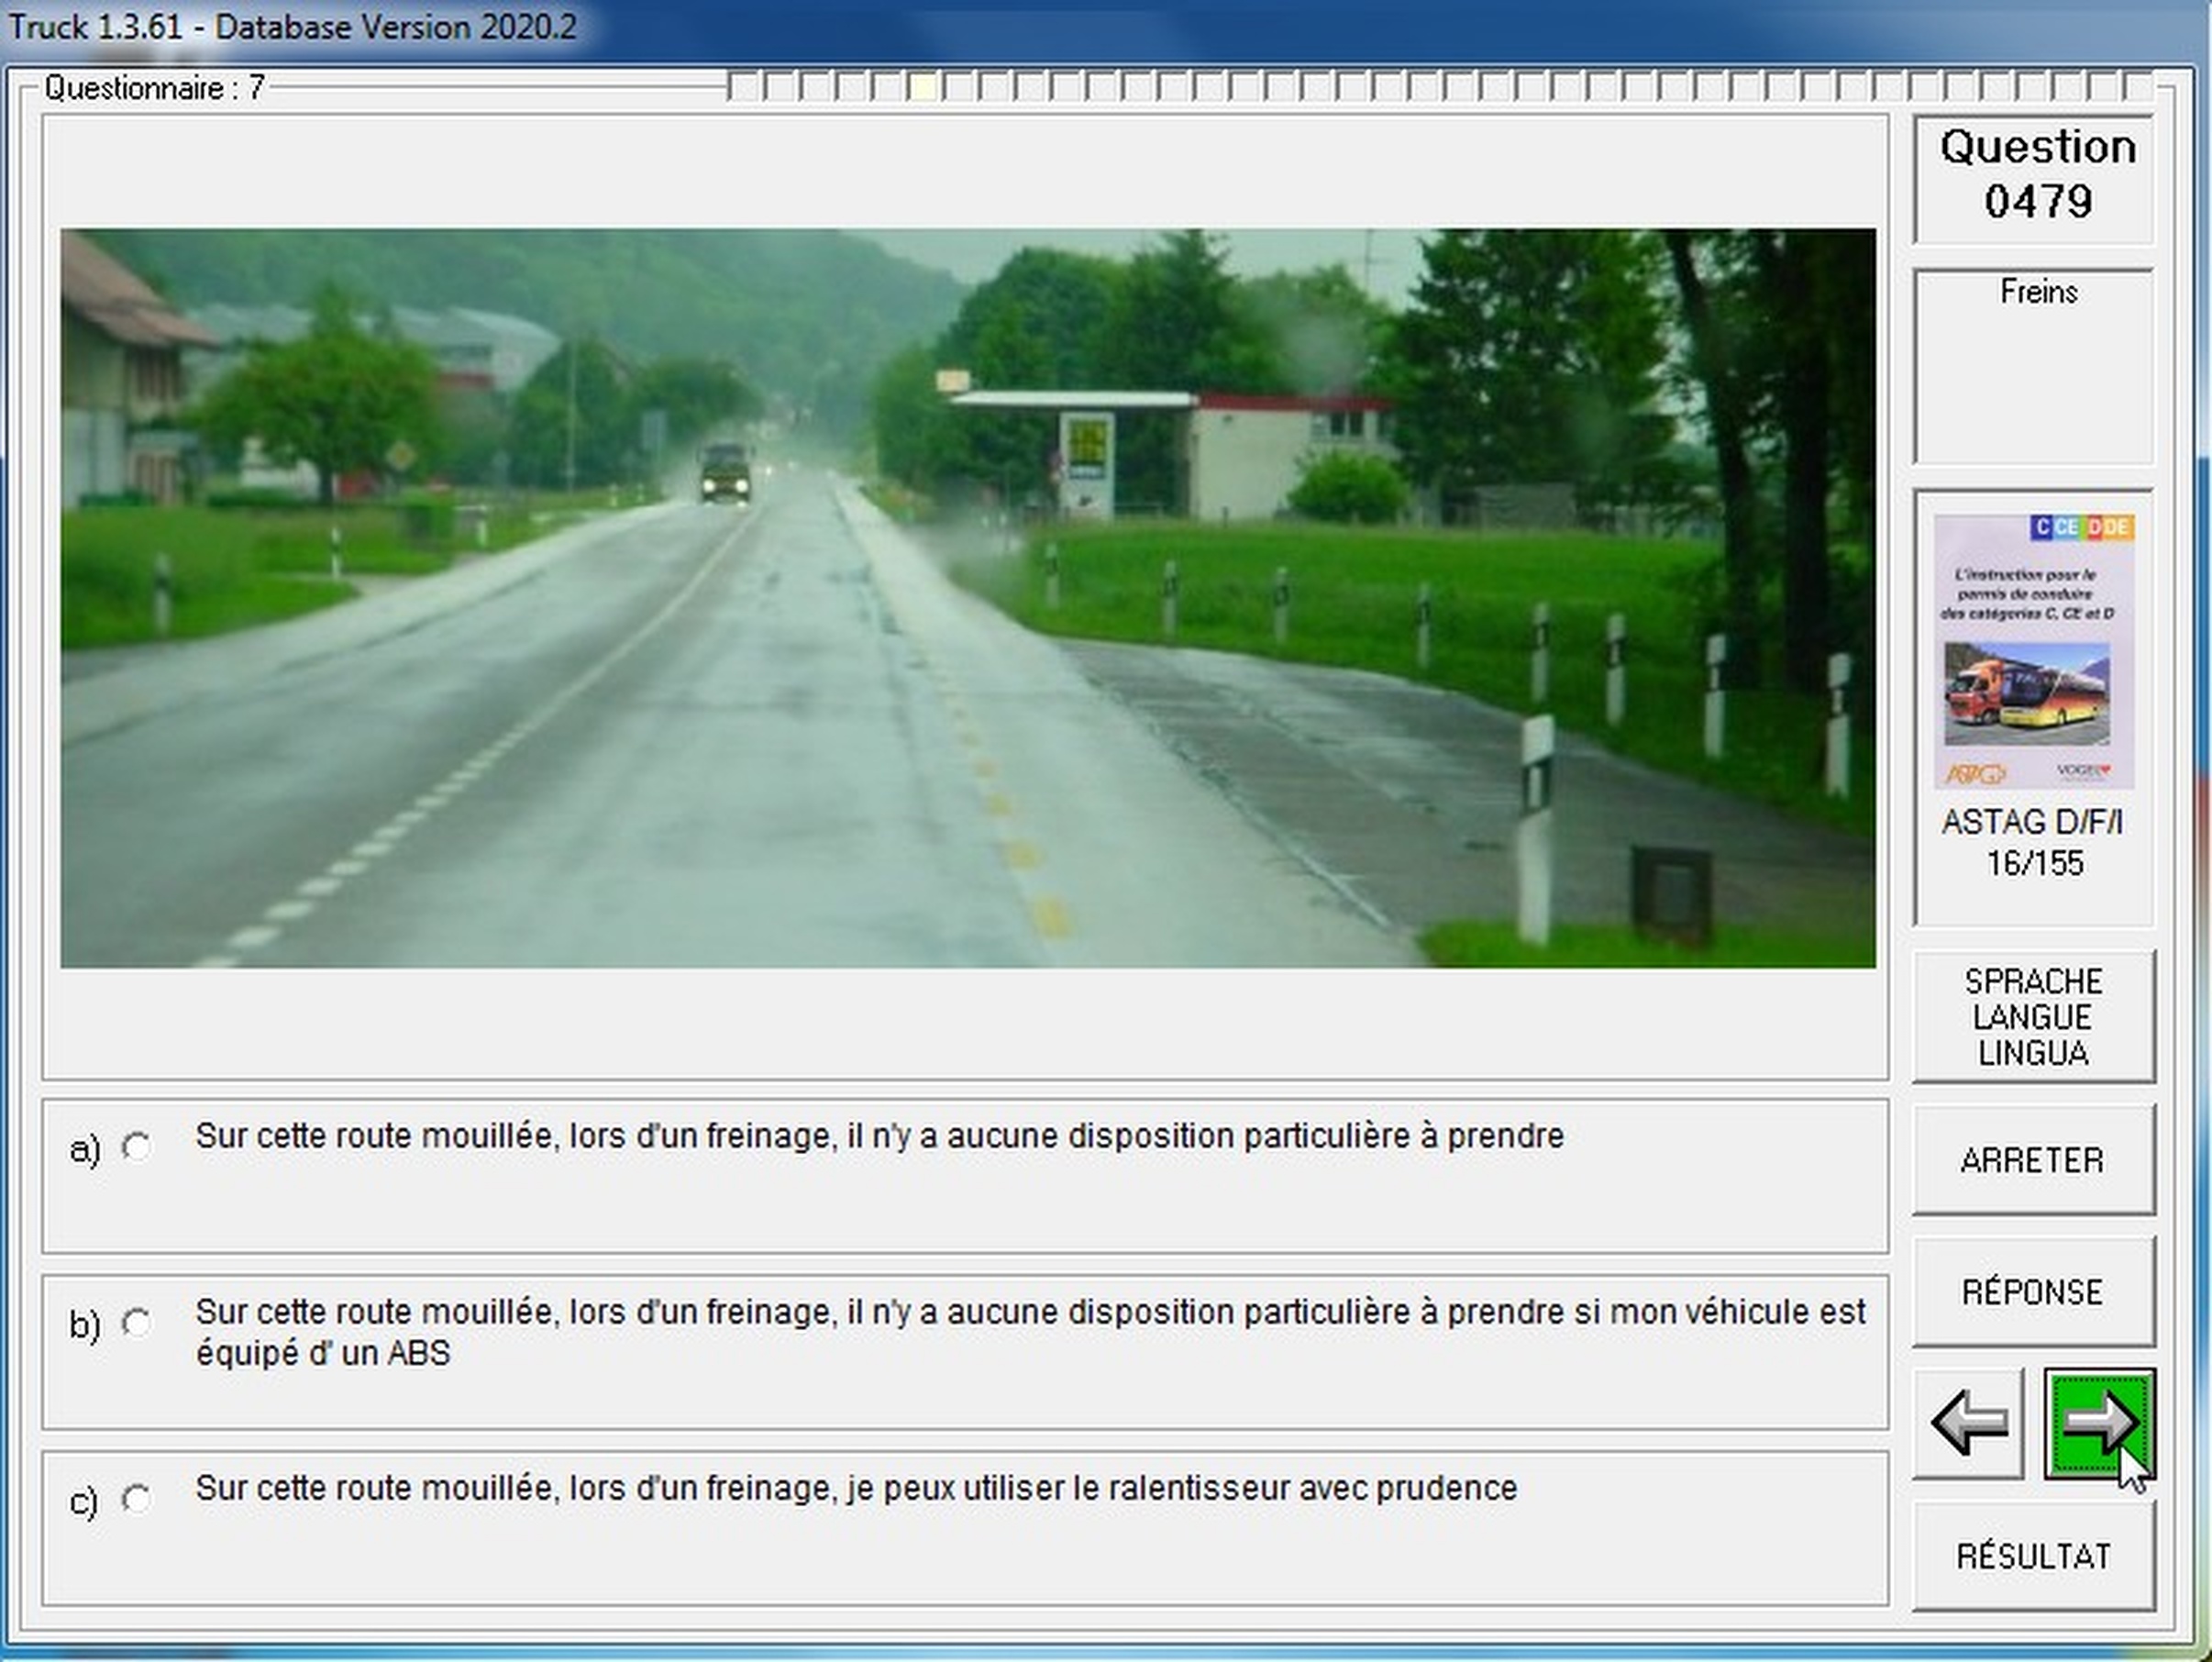 Truck 1.3.61 - Database Version 2020.2
Questionnaire : 7
Question
0479
Freins
C CE D DE
L'instruction pour le
permis de conduire
des catégories C, CE et D
ASTAG
VOGEL
ASTAG D/F/I
16/155
SPRACHE
LANGUE
LINGUA
ARRETER
RÉPONSE
RÉSULTAT
a) Sur cette route mouillée, lors d'un freinage, il n'y a aucune disposition particulière à prendre
b) Sur cette route mouillée, lors d'un freinage, il n'y a aucune disposition particulière à prendre si mon véhicule est
équipé d' un ABS
c) Sur cette route mouillée, lors d'un freinage, je peux utiliser le ralentisseur avec prudence